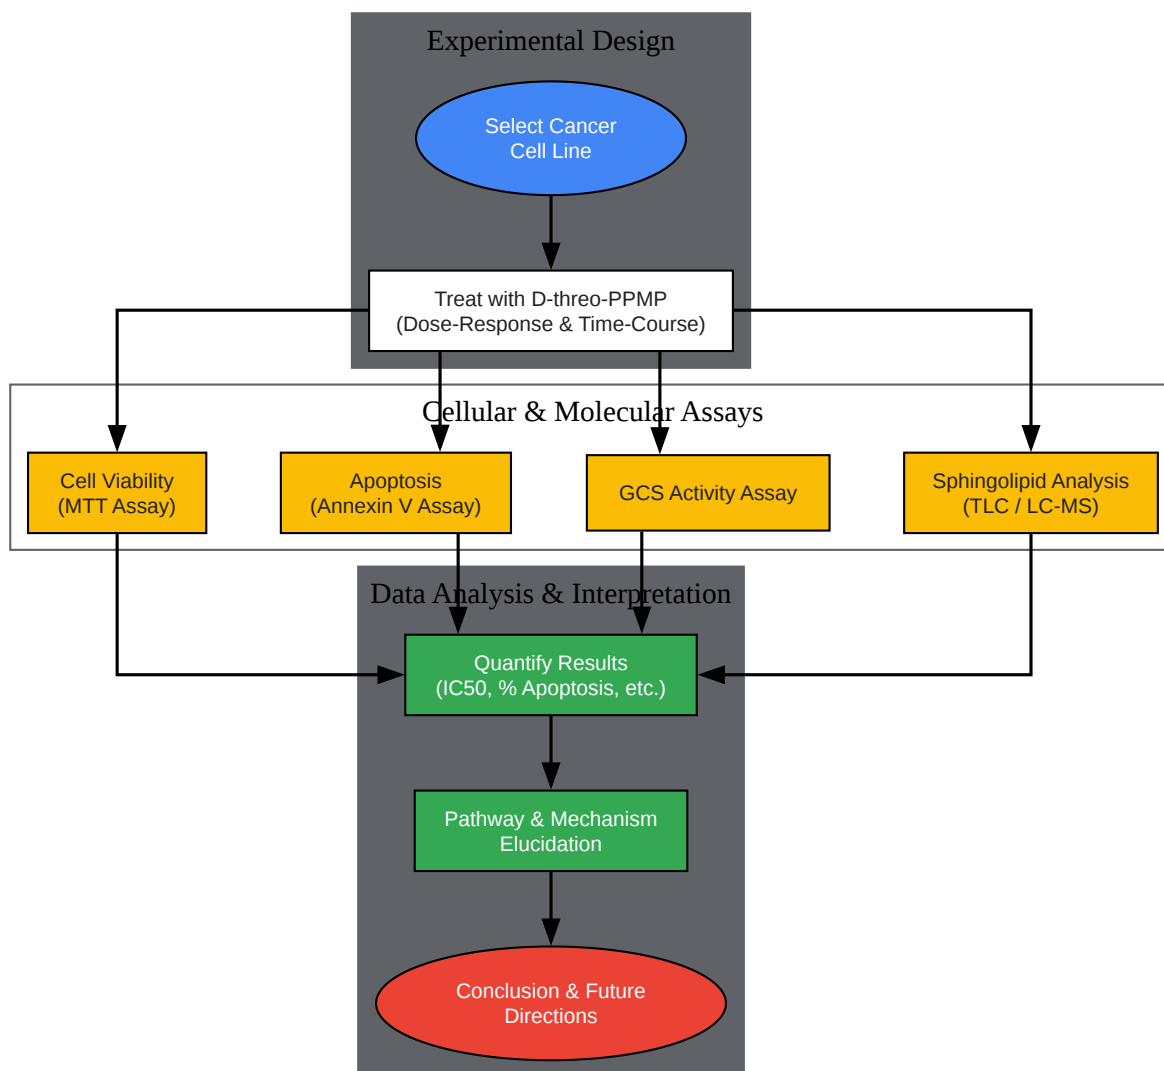 Experimental Design
Select Cancer
Cell Line
Treat with D-threo-PPMP
(Dose-Response & Time-Course)
Cellular & Molecular Assays
Cell Viability
(MTT Assay)
Apoptosis
(Annexin V Assay)
GCS Activity Assay
Sphingolipid Analysis
(TLC / LC-MS)
Data Analysis & Interpretation
Quantify Results
(IC50, % Apoptosis, etc.)
Pathway & Mechanism
Elucidation
Conclusion & Future
Directions